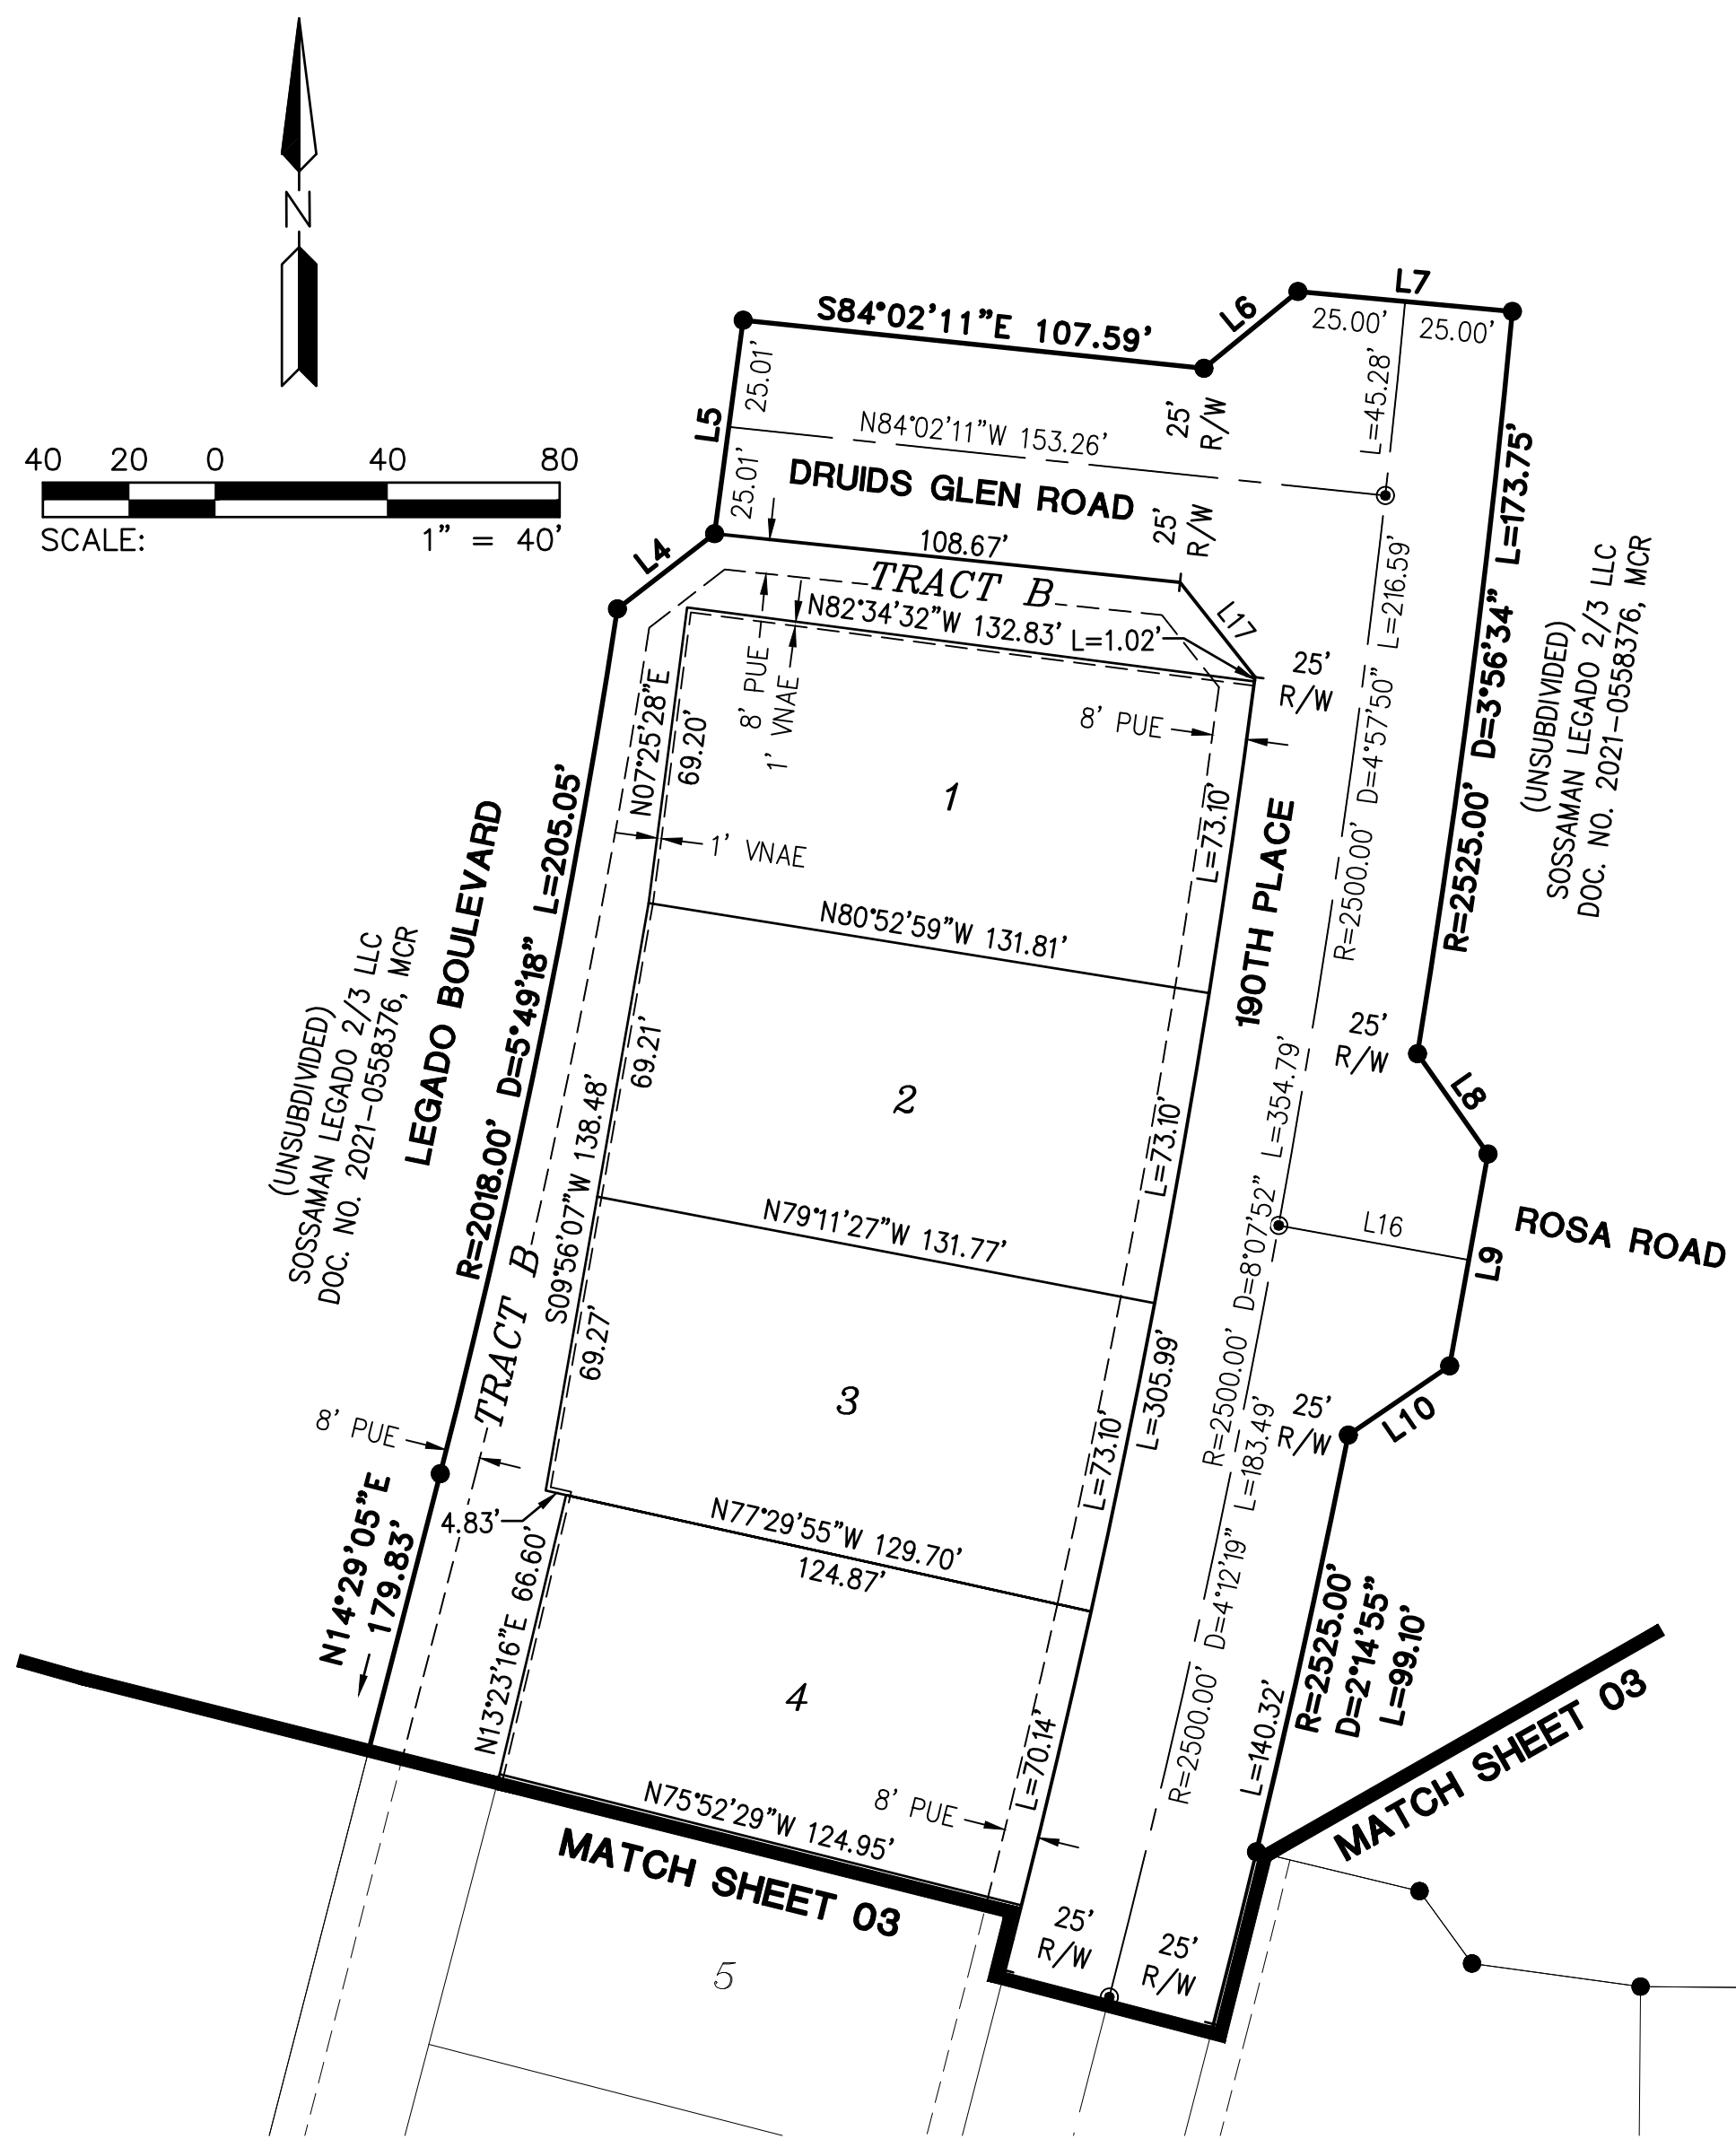 N
40 20 0 40 80
SCALE: 1" = 40'
L7
25.00' 25.00'
L6
S84°02'11"E 107.59'
L=45.28'
25.01'
L5
25'
R/W
N84°02'11"W 153.26'
DRUIDS GLEN ROAD
25.01'
25'
R/W
L4
108.67'
TRACT B
L17
N82°34'32"W 132.83'
L=1.02'
25'
R/W
8' PUE
1' VNAE
8' PUE
N07°25'28"E
69.20'
1' VNAE
1
L=73.10'
190TH PLACE
R=2500.00' D=4°57'50" L=216.59'
R=2525.00' D=3°56'34" L=173.75'
(UNSUBDIVIDED)
SOSSAMAN LEGADO 2/3 LLC
DOC. NO. 2021-0558376, MCR
LEGADO BOULEVARD
R=2018.00' D=5°49'18" L=205.05'
(UNSUBDIVIDED)
SOSSAMAN LEGADO 2/3 LLC
DOC. NO. 2021-0558376, MCR
N80°52'59"W 131.81'
25'
R/W
69.21'
S09°56'07"W 138.48'
2
L=73.10'
L8
L16
L9
ROSA ROAD
N79°11'27"W 131.77'
R=2500.00' D=8°07'52" L=354.79'
TRACT B
69.27'
3
L=73.10'
L=305.99'
25'
R/W
L10
8' PUE
4.83'
N77°29'55"W 129.70'
124.87'
N14°29'05"E
179.83'
N13°23'16"E 66.60'
4
L=70.14'
R=2500.00' D=4°12'19" L=183.49'
L=140.32'
R=2525.00'
D=2°14'55"
L=99.10'
MATCH SHEET 03
8' PUE
N75°52'29"W 124.95'
MATCH SHEET 03
25'
R/W
25'
R/W
5